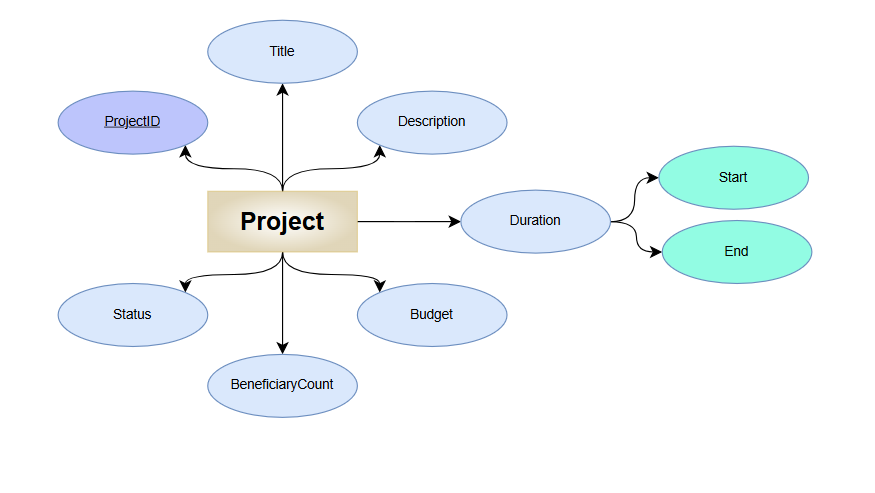 Title
ProjectID
Description
Project
Duration
Start
End
Status
Budget
BeneficiaryCount